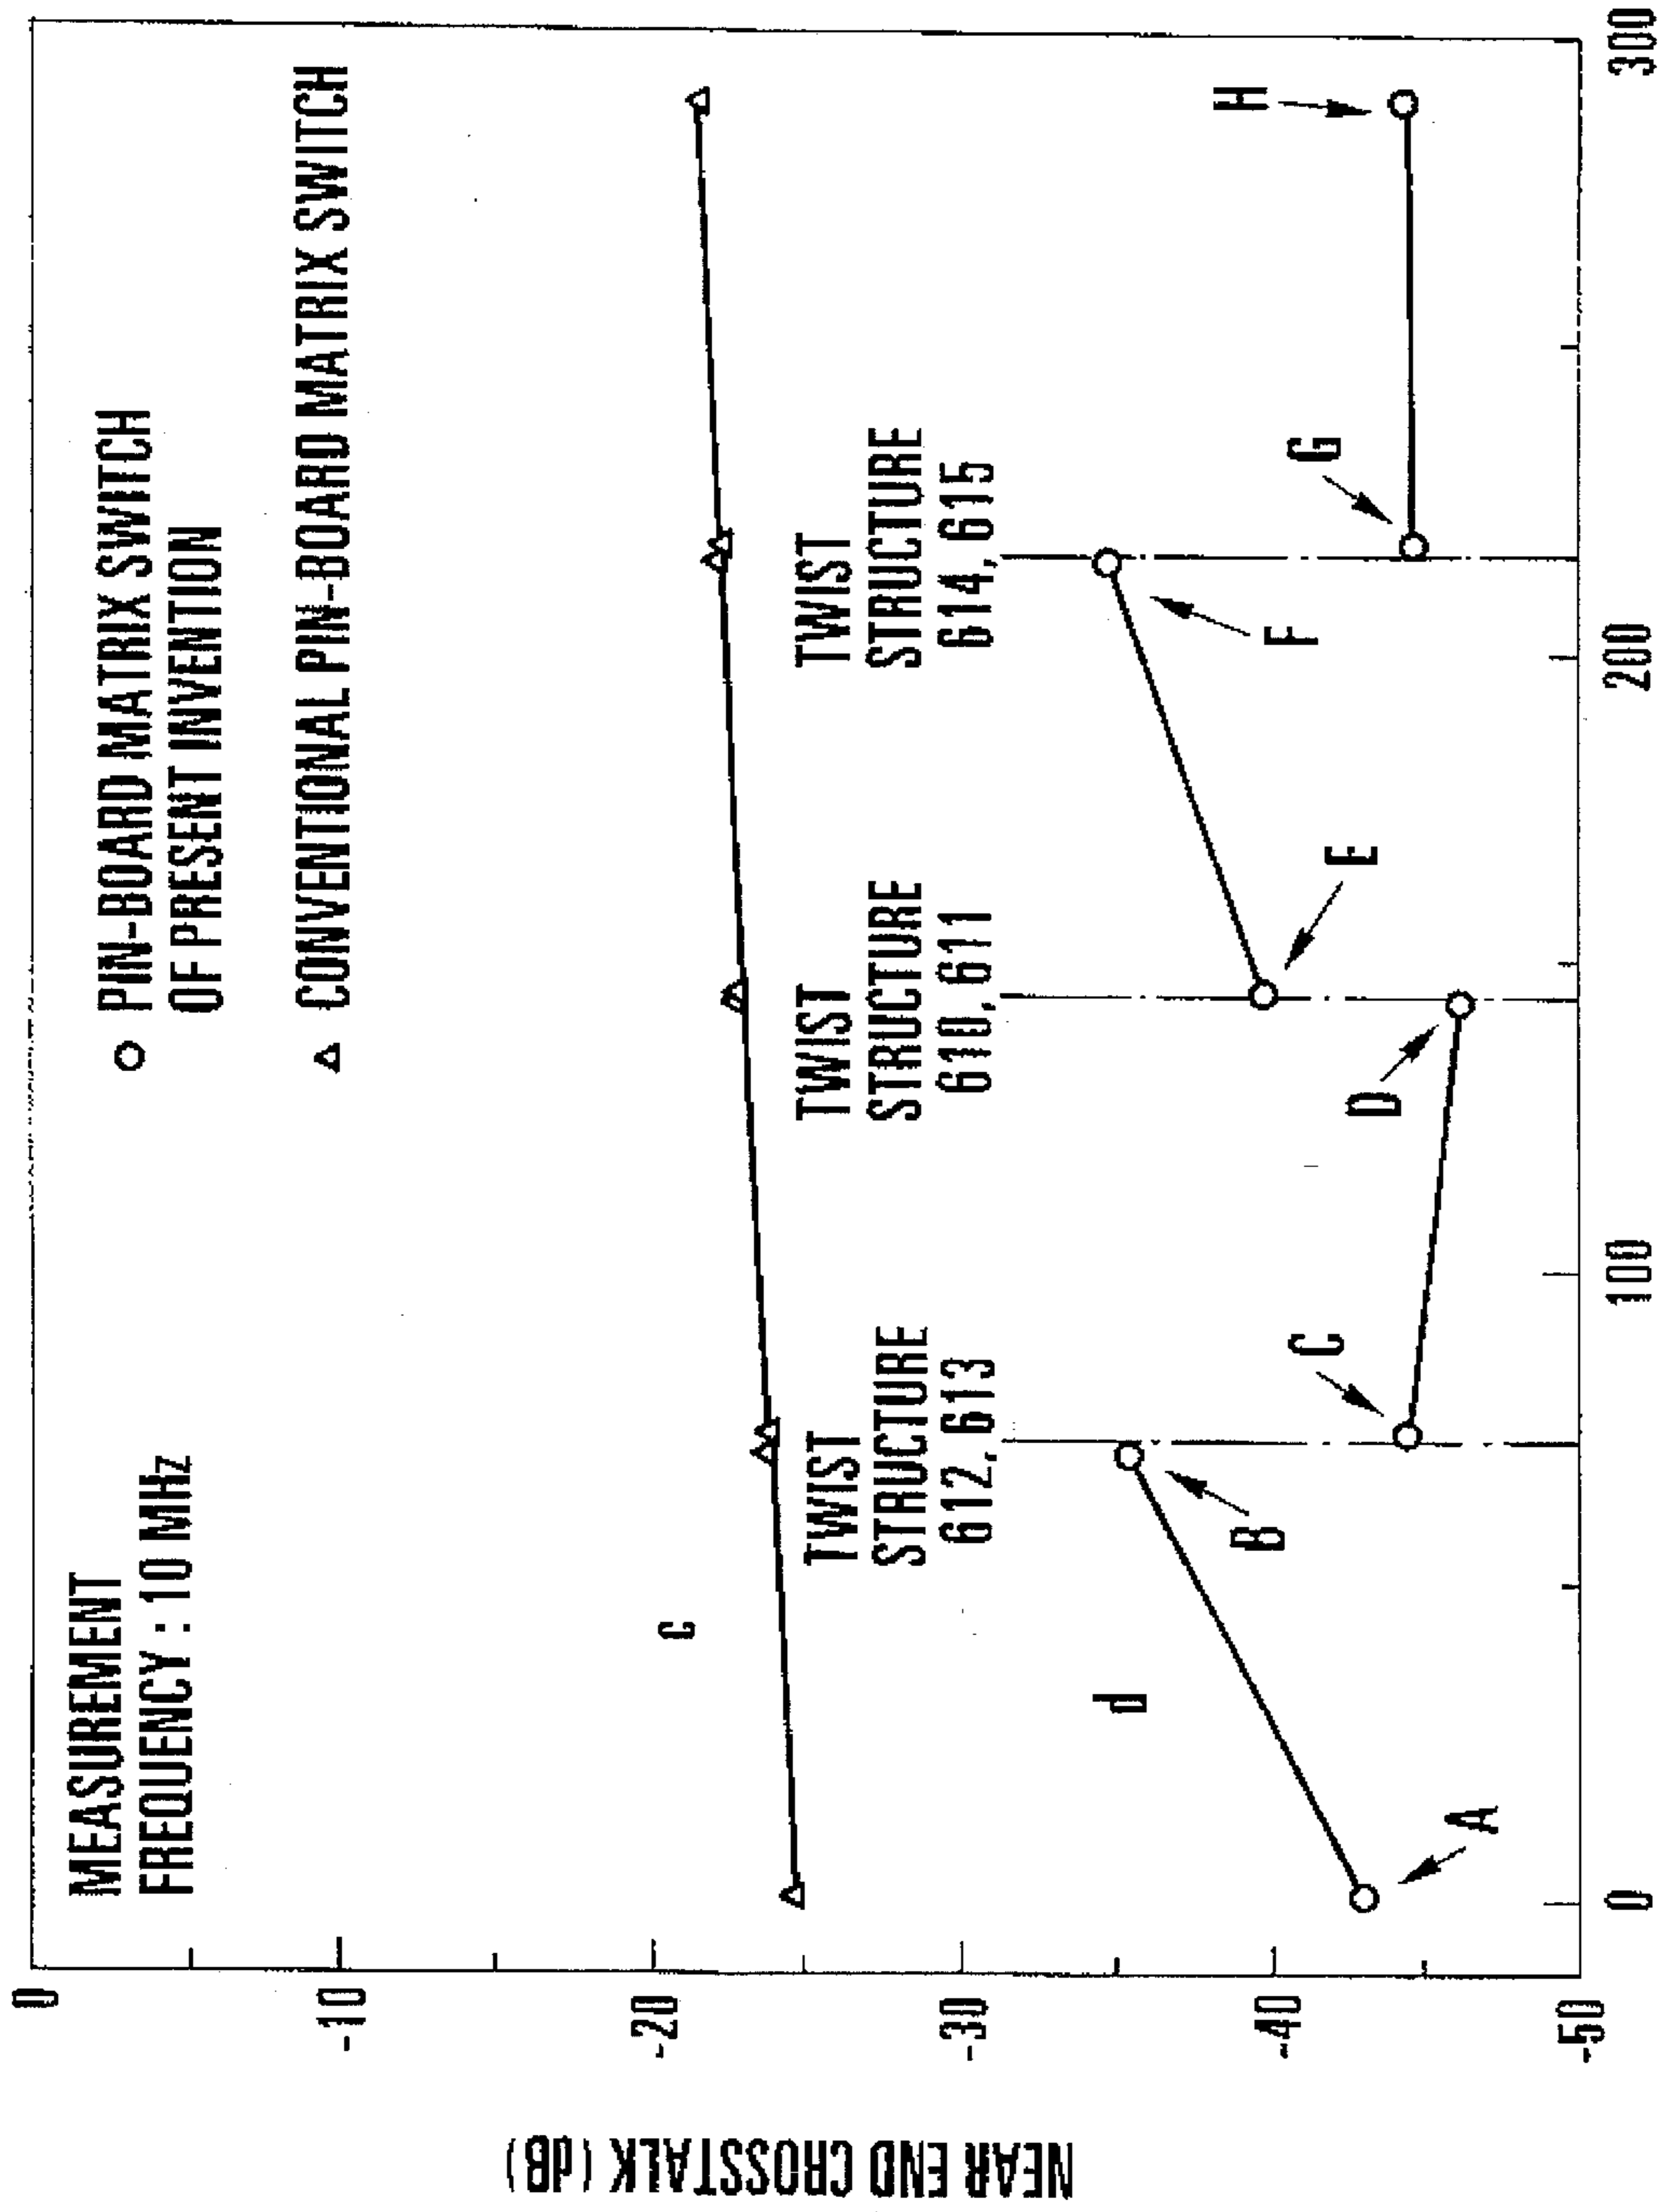 MEASUREMENT
FREQUENCY : 10 MHz
PIN-BOARD MATRIX SWITCH
OF PRESENT INVENTION
CONVENTIONAL PIN-BOARD MATRIX SWITCH
NEAR END CROSSTALK (dB)
0
-10
-20
-30
-40
-50
c
d
TWIST
STRUCTURE
612, 613
TWIST
STRUCTURE
610, 611
TWIST
STRUCTURE
614, 615
A
B
C
D
E
F
G
H
0
100
200
300